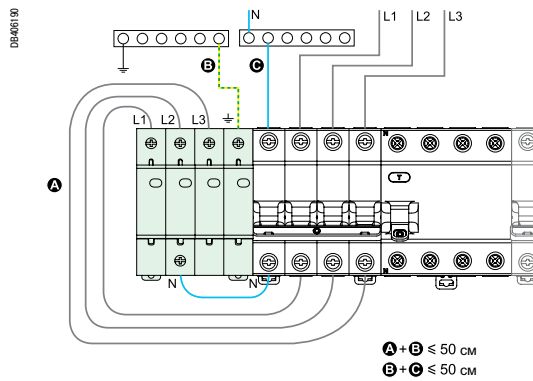 DB406190
N L1 L2 L3
B C
L1 L2 L3
N
T
A
N N N
A + B ⩽ 50 см
B + C ⩽ 50 см